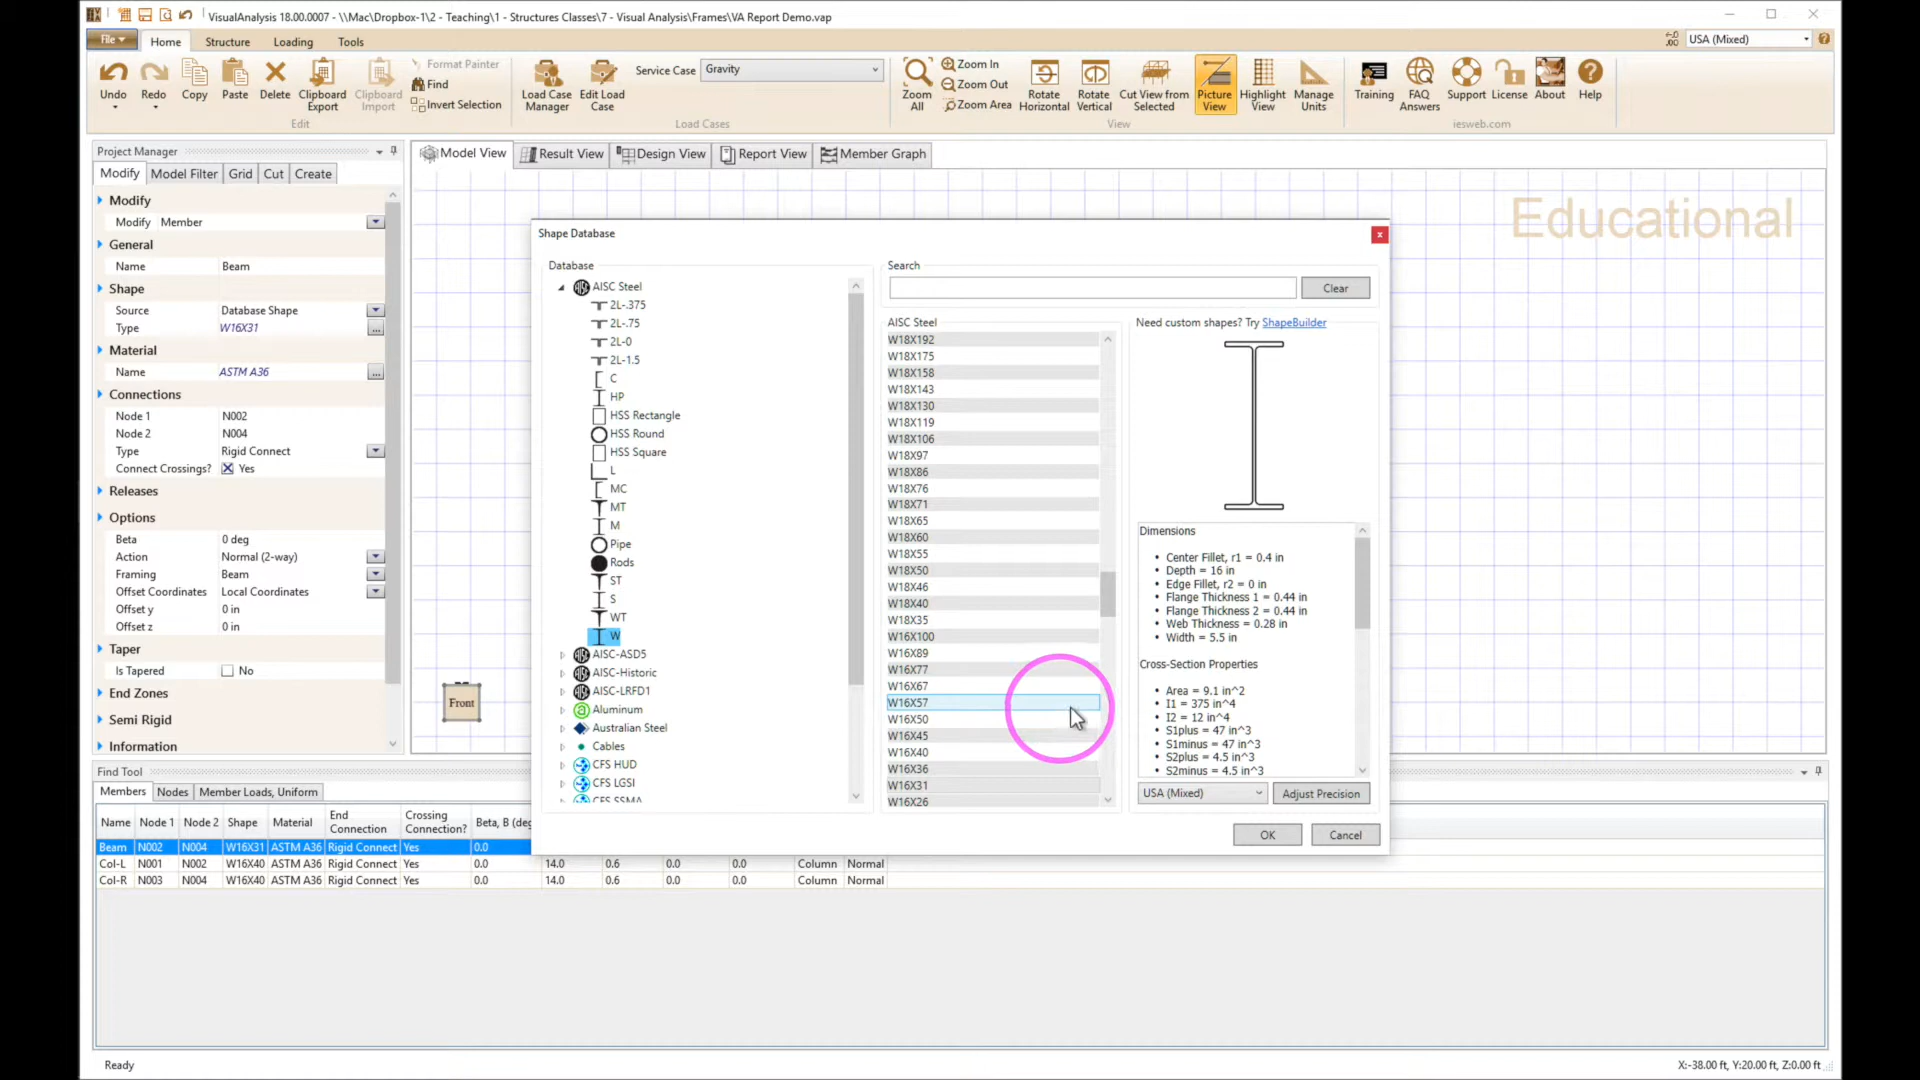 VisualAnalysis 18.00.0007 - \\Mac\Dropbox-1\2 - Teaching\1 - Structures Classes\7 - Visual Analysis\Frames\VA Report Demo.vap
File Home Structure Loading Tools
USA (Mixed)
Undo Redo Copy Paste Delete Clipboard Export Clipboard Import
Format Painter
Find
Invert Selection
Edit
Load Case Manager Edit Load Case
Service Case Gravity
Load Cases
Zoom All
Zoom In
Zoom Out
Zoom Area
Rotate Horizontal Rotate Vertical Cut View from Selected Picture View Highlight View Manage Units
View
Training FAQ Answers Support License About Help
iesweb.com
Project Manager
Modify Model Filter Grid Cut Create
Modify
Modify Member
General
Name Beam
Shape
Source Database Shape
Type W16X31
Material
Name ASTM A36
Connections
Node 1 N002
Node 2 N004
Type Rigid Connect
Connect Crossings? Yes
Releases
Options
Beta 0 deg
Action Normal (2-way)
Framing Beam
Offset Coordinates Local Coordinates
Offset y 0 in
Offset z 0 in
Taper
Is Tapered No
End Zones
Semi Rigid
Information
Model View Result View Design View Report View Member Graph
Educational
Front
Shape Database
Database
AISC Steel
2L-.375
2L-.75
2L-0
2L-1.5
C
HP
HSS Rectangle
HSS Round
HSS Square
L
MC
MT
M
Pipe
Rods
ST
S
WT
W
AISC-ASD5
AISC-Historic
AISC-LRFD1
Aluminum
Australian Steel
Cables
CFS HUD
CFS LGSI
CFS SSMA
Search
Clear
AISC Steel
W18X192
W18X175
W18X158
W18X143
W18X130
W18X119
W18X106
W18X97
W18X86
W18X76
W18X71
W18X65
W18X60
W18X55
W18X50
W18X46
W18X40
W18X35
W16X100
W16X89
W16X77
W16X67
W16X57
W16X50
W16X45
W16X40
W16X36
W16X31
W16X26
Need custom shapes? Try ShapeBuilder
Dimensions
• Center Fillet, r1 = 0.4 in
• Depth = 16 in
• Edge Fillet, r2 = 0 in
• Flange Thickness 1 = 0.44 in
• Flange Thickness 2 = 0.44 in
• Web Thickness = 0.28 in
• Width = 5.5 in
Cross-Section Properties
• Area = 9.1 in^2
• I1 = 375 in^4
• I2 = 12 in^4
• S1plus = 47 in^3
• S1minus = 47 in^3
• S2plus = 4.5 in^3
• S2minus = 4.5 in^3
USA (Mixed) Adjust Precision
OK Cancel
Find Tool
Members Nodes Member Loads, Uniform
Name Node 1 Node 2 Shape Material End Connection Crossing Connection? Beta, B (deg
Beam N002 N004 W16X31 ASTM A36 Rigid Connect Yes 0.0
Col-L N001 N002 W16X40 ASTM A36 Rigid Connect Yes 0.0 14.0 0.6 0.0 0.0 Column Normal
Col-R N003 N004 W16X40 ASTM A36 Rigid Connect Yes 0.0 14.0 0.6 0.0 0.0 Column Normal
Ready
X:-38.00 ft, Y:20.00 ft, Z:0.00 ft